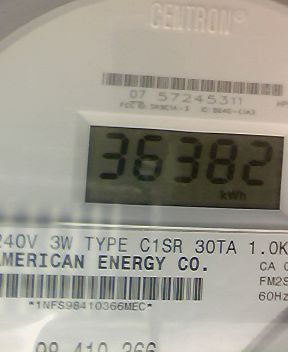 CENTRON®
07 57245311
36382
kWh
240V 3W TYPE C1SR 30TA 1.0K
AMERICAN ENERGY CO.
CA
FM2S
60Hz
*1NFS98410366MEC*
98 410 366